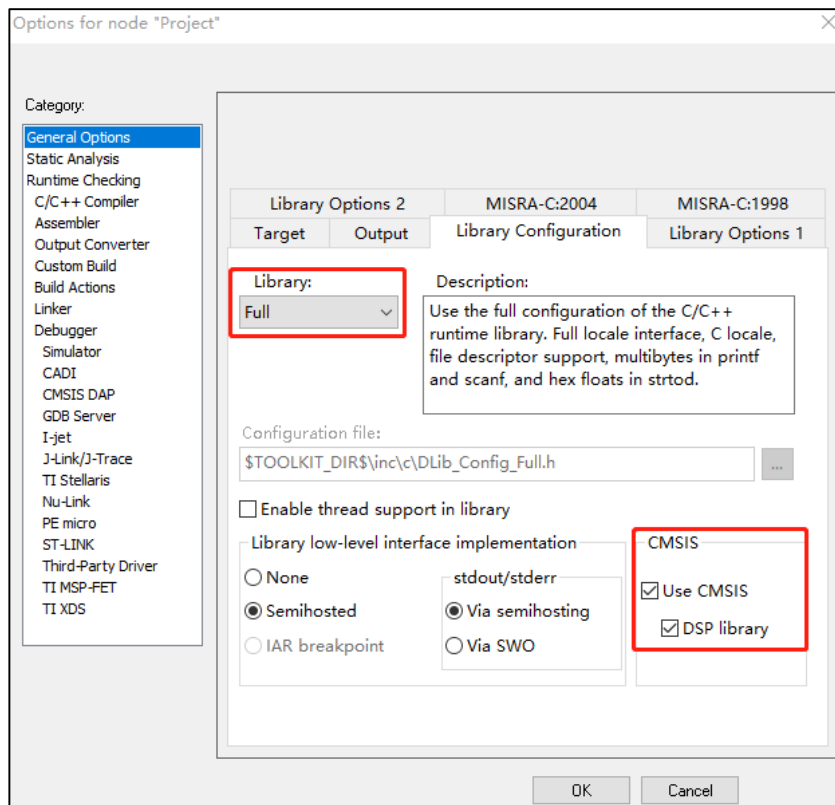 Options for node "Project"
Category:
General Options
Static Analysis
Runtime Checking
C/C++ Compiler
Assembler
Output Converter
Custom Build
Build Actions
Linker
Debugger
Simulator
CADI
CMSIS DAP
GDB Server
I-jet
J-Link/J-Trace
TI Stellaris
Nu-Link
PE micro
ST-LINK
Third-Party Driver
TI MSP-FET
TI XDS
Library Options 2
MISRA-C:2004
MISRA-C:1998
Target
Output
Library Configuration
Library Options 1
Library:
Full
Description:
Use the full configuration of the C/C++
runtime library. Full locale interface, C locale,
file descriptor support, multibytes in printf
and scanf, and hex floats in strtod.
Configuration file:
$TOOLKIT_DIR$\inc\c\DLib_Config_Full.h
...
Enable thread support in library
Library low-level interface implementation
None
Semihosted
IAR breakpoint
stdout/stderr
Via semihosting
Via SWO
CMSIS
Use CMSIS
DSP library
OK
Cancel